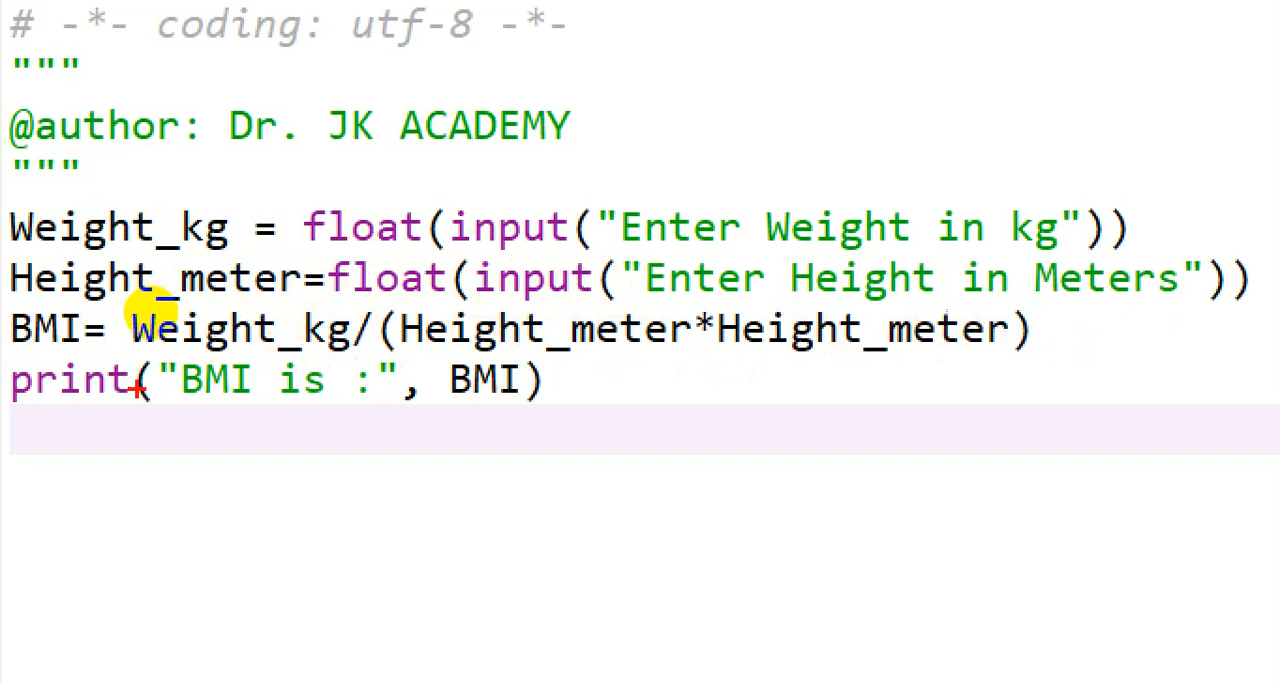 # -*- coding: utf-8 -*-
"""
@author: Dr. JK ACADEMY
"""
Weight_kg = float(input("Enter Weight in kg"))
Height_meter=float(input("Enter Height in Meters"))
BMI= Weight_kg/(Height_meter*Height_meter)
print("BMI is :", BMI)